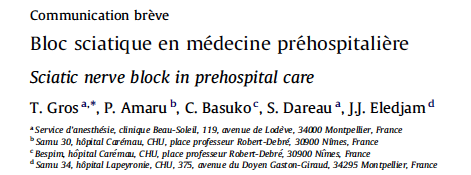 Communication brève
Bloc sciatique en médecine préhospitalière
Sciatic nerve block in prehospital care
T. Gros a,*, P. Amaru b, C. Basuko c, S. Dareau a, J.J. Eledjam d
a Service d'anesthésie, clinique Beau-Soleil, 119, avenue de Lodève, 34000 Montpellier, France
b Samu 30, hôpital Carémau, CHU, place professeur Robert-Debré, 30900 Nîmes, France
c Bespim, hôpital Carémau, CHU, place professeur Robert-Debré, 30900 Nîmes, France
d Samu 34, hôpital Lapeyronie, CHU, 375, avenue du Doyen Gaston-Giraud, 34295 Montpellier, France